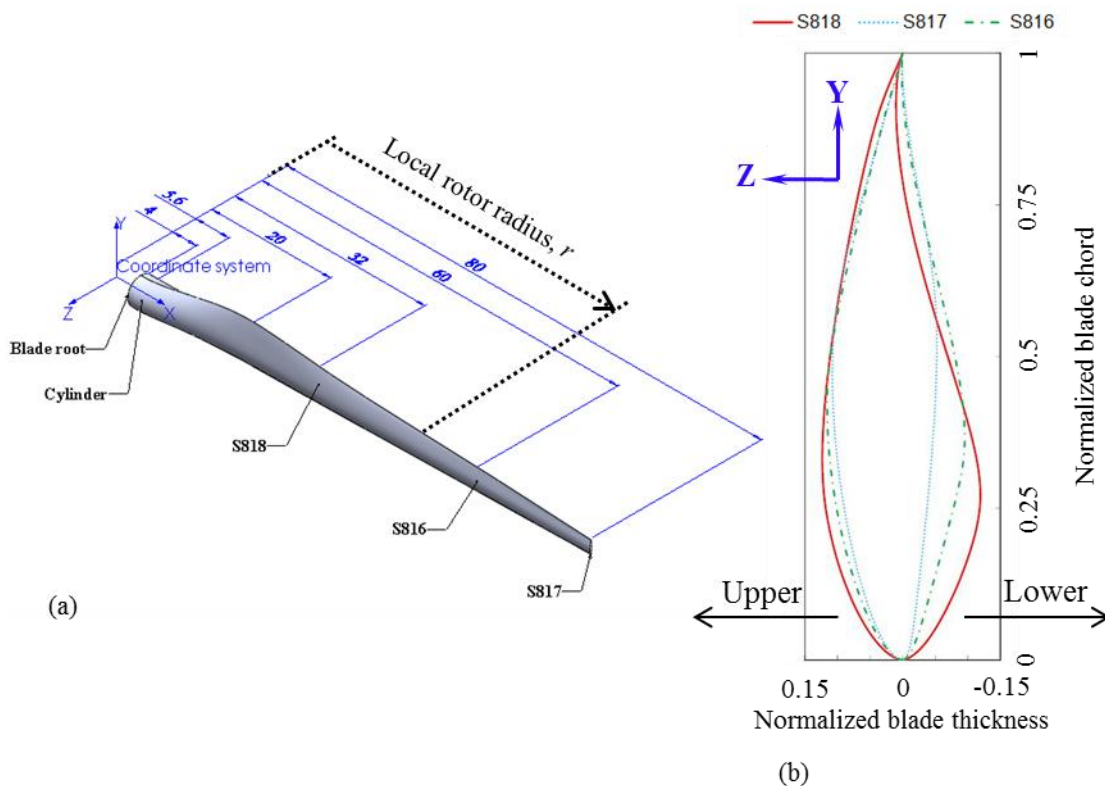 Local rotor radius, r
4
3.6
20
32
60
80
Y
Coordinate system
Z
X
Blade root
Cylinder
S818
S816
S817
(a)
S818 S817 S816
Y
Z
1
0.75
0.5
0.25
0
Normalized blade chord
Upper
Lower
0.15 0 -0.15
Normalized blade thickness
(b)